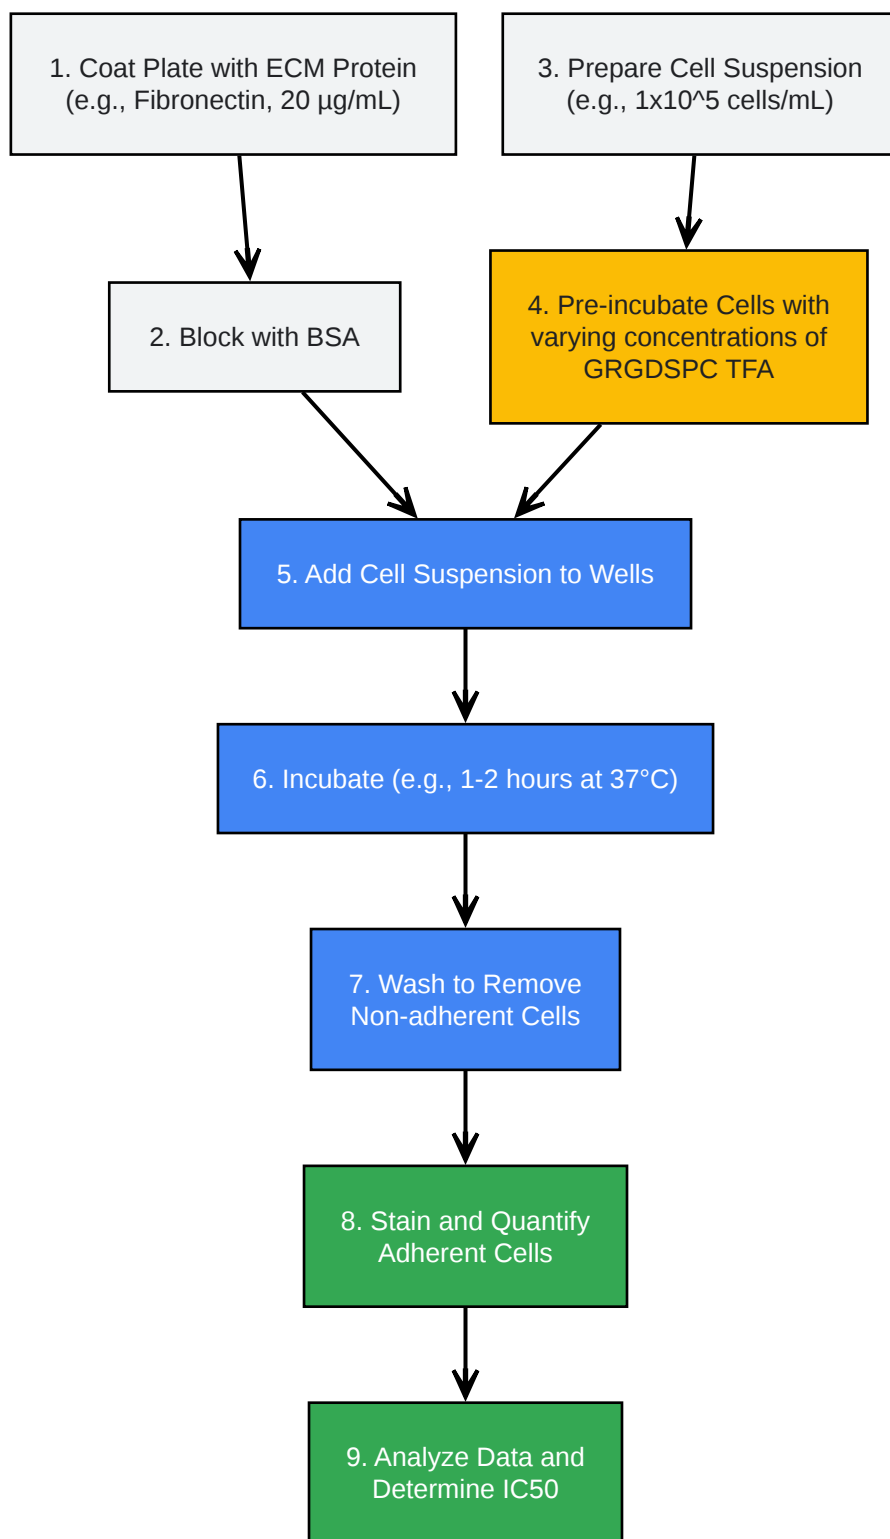 1. Coat Plate with ECM Protein
(e.g., Fibronectin, 20 µg/mL)
3. Prepare Cell Suspension
(e.g., 1x10^5 cells/mL)
2. Block with BSA
4. Pre-incubate Cells with
varying concentrations of
GRGDSPC TFA
5. Add Cell Suspension to Wells
6. Incubate (e.g., 1-2 hours at 37°C)
7. Wash to Remove
Non-adherent Cells
8. Stain and Quantify
Adherent Cells
9. Analyze Data and
Determine IC50